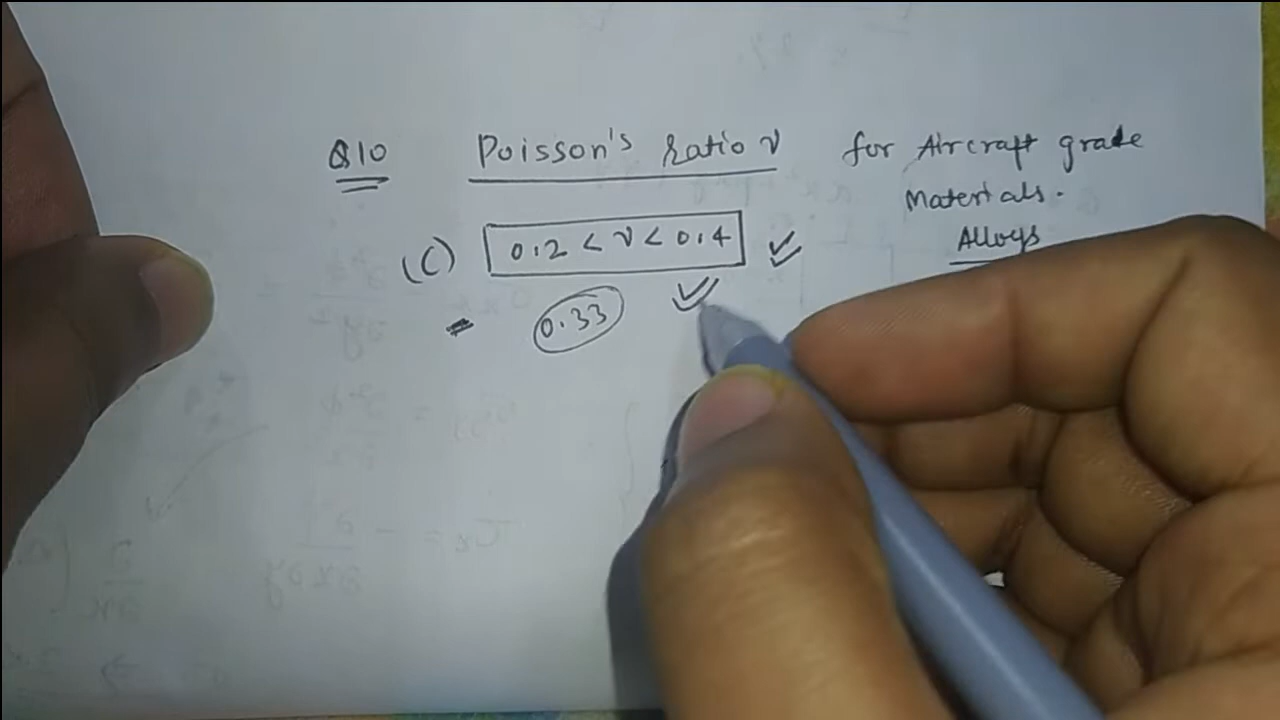 Q10 Poisson's ratio ν for Aircraft grade
Materials.
Alloys
(C) 0.2 < ν < 0.4
0.33